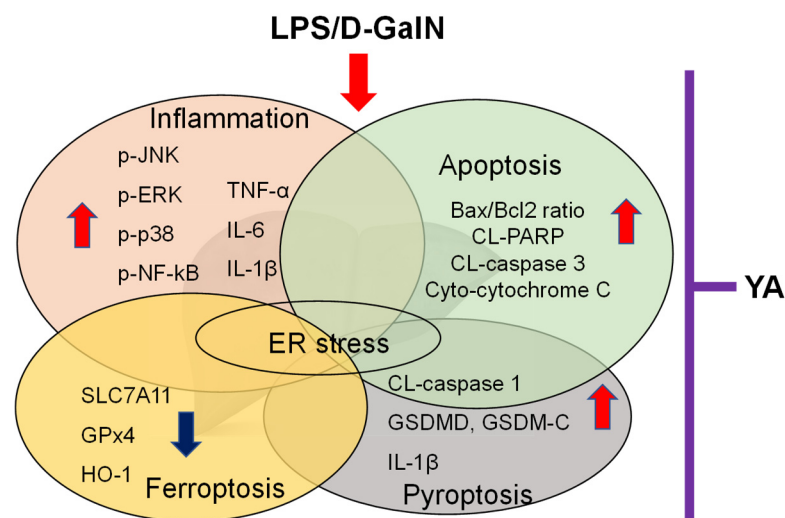 LPS/D-GalN
Inflammation
p-JNK
p-ERK
p-p38
p-NF-kB
TNF-α
IL-6
IL-1β
Apoptosis
Bax/Bcl2 ratio
CL-PARP
CL-caspase 3
Cyto-cytochrome C
YA
ER stress
SLC7A11
GPx4
HO-1
Ferroptosis
CL-caspase 1
GSDMD, GSDM-C
IL-1β
Pyroptosis